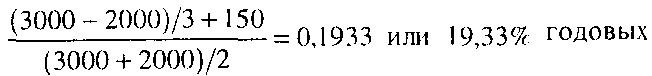 (3000 − 2000)/3 + 150
(3000 + 2000)/2
= 0,1933 или 19,33% годовых